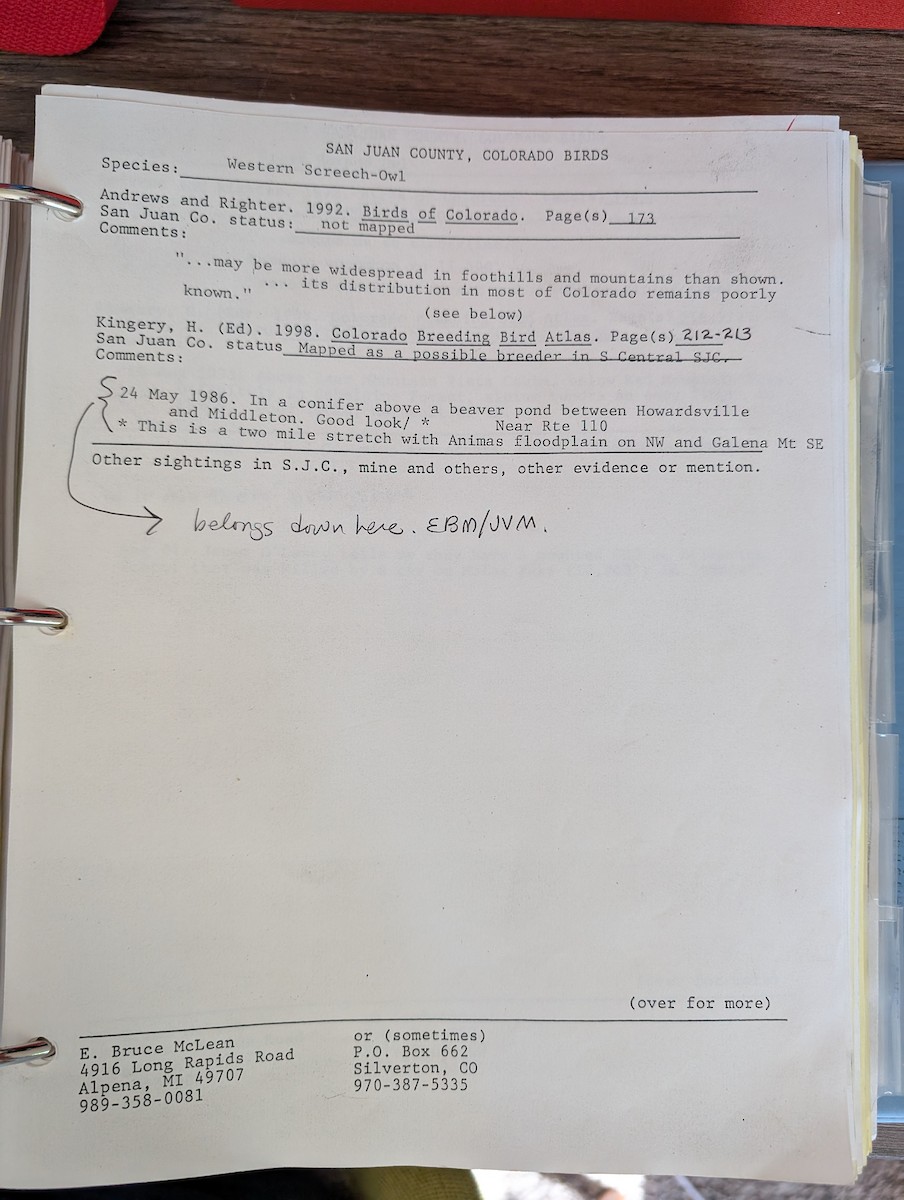 SAN JUAN COUNTY, COLORADO BIRDS
Species: Western Screech-Owl
Andrews and Righter. 1992. Birds of Colorado. Page(s) 173
San Juan Co. status: not mapped
Comments:
"...may be more widespread in foothills and mountains than shown.
... its distribution in most of Colorado remains poorly
known."
(see below)
Kingery, H. (Ed). 1998. Colorado Breeding Bird Atlas. Page(s) 212-213
San Juan Co. status Mapped as a possible breeder in S Central SJC.
Comments:
24 May 1986. In a conifer above a beaver pond between Howardsville
and Middleton. Good look/ * Near Rte 110
* This is a two mile stretch with Animas floodplain on NW and Galena Mt SE
Other sightings in S.J.C., mine and others, other evidence or mention.
belongs down here. EBM/JVM.
(over for more)
E. Bruce McLean
4916 Long Rapids Road
Alpena, MI 49707
989-358-0081
or (sometimes)
P.O. Box 662
Silverton, CO
970-387-5335